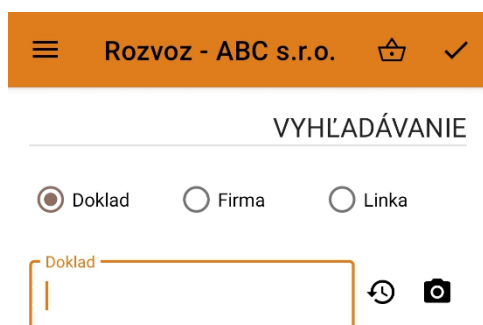 Rozvoz - ABC s.r.o.
VYHĽADÁVANIE
Doklad Firma Linka
Doklad